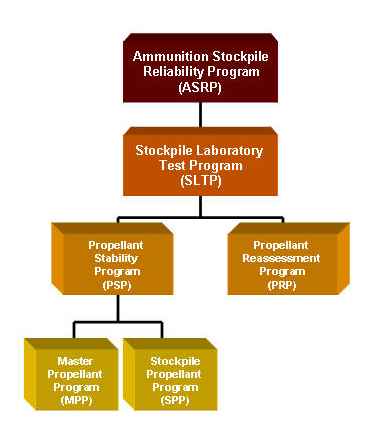 Ammunition Stockpile
Reliability Program
(ASRP)
Stockpile Laboratory
Test Program
(SLTP)
Propellant
Stability
Program
(PSP)
Propellant
Reassessment
Program
(PRP)
Master
Propellant
Program
(MPP)
Stockpile
Propellant
Program
(SPP)